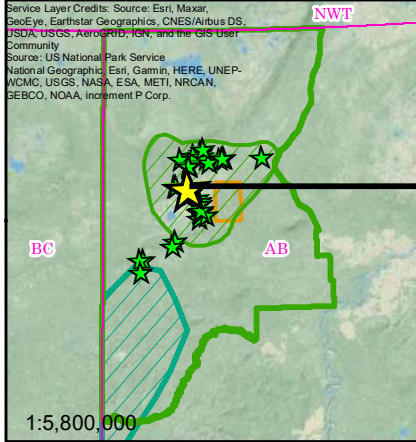 Service Layer Credits: Source: Esri, Maxar,
GeoEye, Earthstar Geographics, CNES/Airbus DS,
USDA, USGS, AeroGRID, IGN, and the GIS User
Community
Source: US National Park Service
National Geographic, Esri, Garmin, HERE, UNEP-
WCMC, USGS, NASA, ESA, METI, NRCAN,
GEBCO, NOAA, increment P Corp.
NWT
BC
AB
1:5,800,000